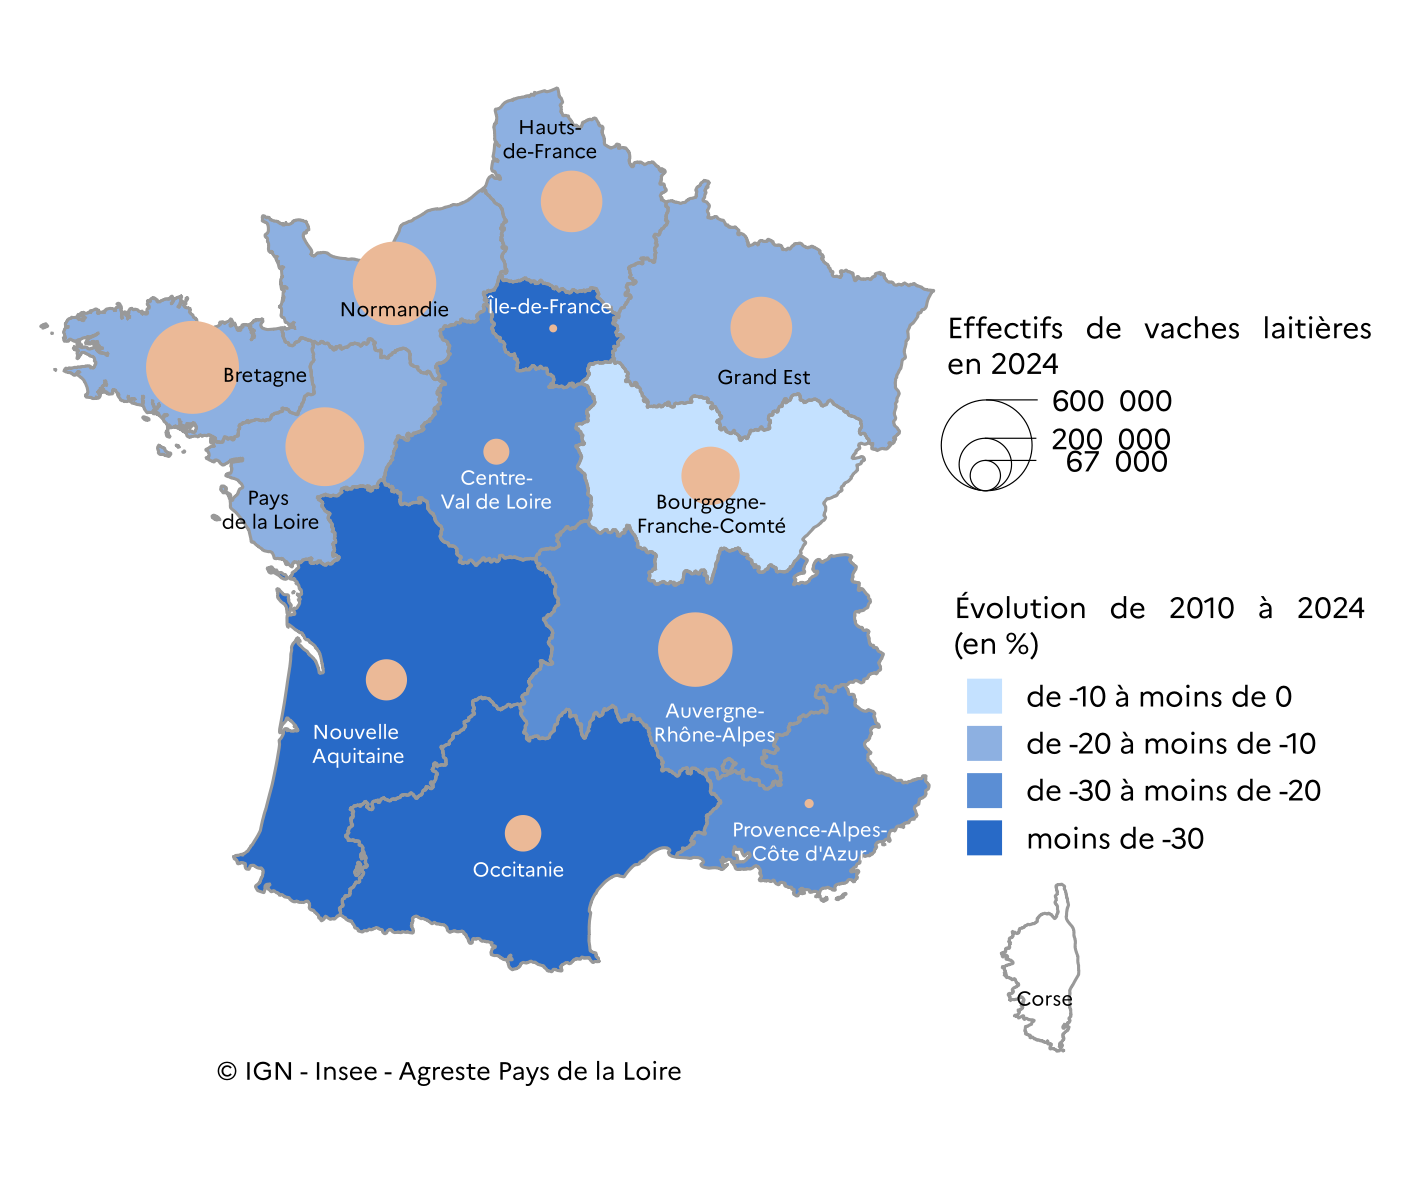 Hauts-
de-France
Normandie
Île-de-France
Bretagne
Grand Est
Pays
de la Loire
Centre-
Val de Loire
Bourgogne-
Franche-Comté
Nouvelle
Aquitaine
Auvergne-
Rhône-Alpes
Occitanie
Provence-Alpes-
Côte d'Azur
Effectifs de vaches laitières
en 2024
600 000
200 000
67 000
Évolution de 2010 à 2024
(en %)
de -10 à moins de 0
de -20 à moins de -10
de -30 à moins de -20
moins de -30
Corse
© IGN - Insee - Agreste Pays de la Loire